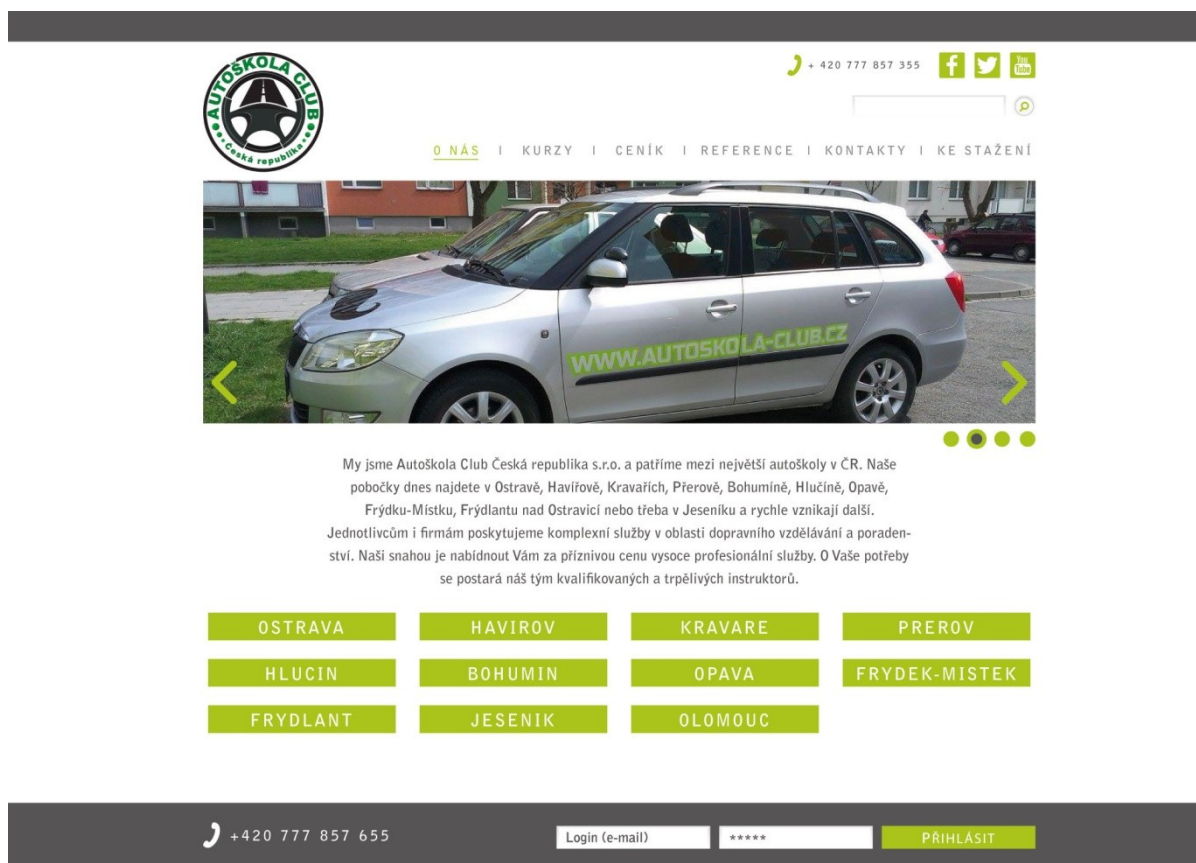 AUTOŠKOLA CLUB
Česká republika
+ 420 777 857 355
You
Tube
O NÁS I KURZY I CENÍK I REFERENCE I KONTAKTY I KE STAŽENÍ
WWW.AUTOSKOLA-CLUB.CZ
My jsme Autoškola Club Česká republika s.r.o. a patříme mezi největší autoškoly v ČR. Naše
pobočky dnes najdete v Ostravě, Havířově, Kravařích, Přerově, Bohumíně, Hlučíně, Opavě,
Frýdku-Místku, Frýdlantu nad Ostravicí nebo třeba v Jeseníku a rychle vznikají další.
Jednotlivcům i firmám poskytujeme komplexní služby v oblasti dopravního vzdělávání a poraden-
ství. Naši snahou je nabídnout Vám za příznivou cenu vysoce profesionální služby. O Vaše potřeby
se postará náš tým kvalifikovaných a trpělivých instruktorů.
OSTRAVA HAVIROV KRAVARE PREROV
HLUCIN BOHUMIN OPAVA FRYDEK-MISTEK
FRYDLANT JESENIK OLOMOUC
+420 777 857 655 Login (e-mail) ***** PŘIHLÁSIT